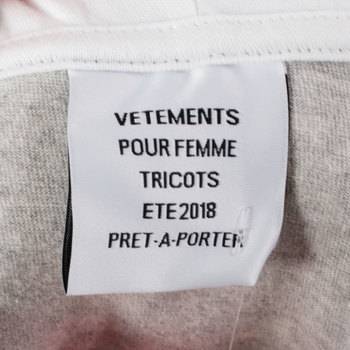 VETEMENTS
POUR FEMME
TRICOTS
ETE 2018
PRET-A-PORTER